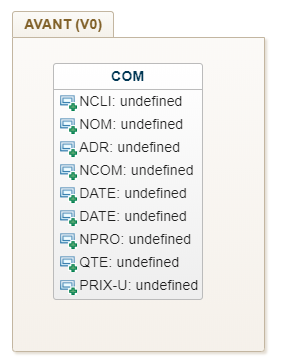 AVANT (V0)
COM
NCLI: undefined
NOM: undefined
ADR: undefined
NCOM: undefined
DATE: undefined
DATE: undefined
NPRO: undefined
QTE: undefined
PRIX-U: undefined